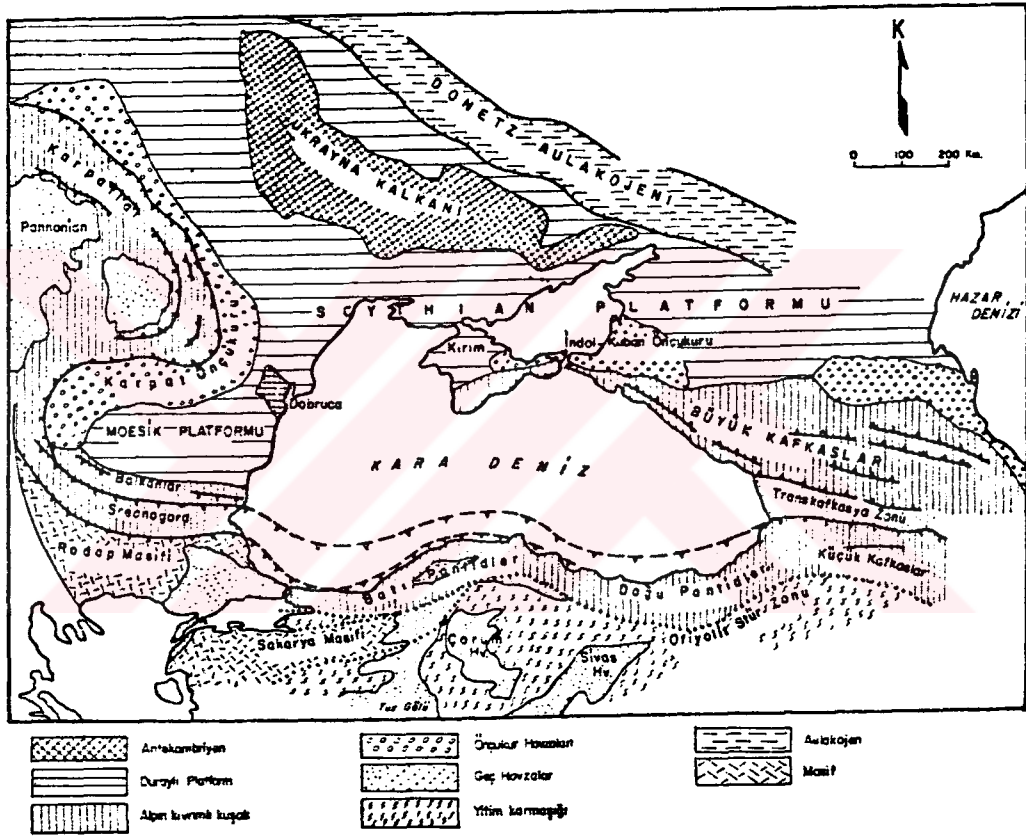 K
0 100 200 Km.
DONETZ AULAKOJENİ
UKRAYNA KALKANI
Karpatlar
Pannonian
SCYTHIAN PLATFORMU
HAZAR
DENİZİ
Kırım
İndol-Kuban Önçukuru
Karpat Önçukuru
Dobruca
MOESİK PLATFORMU
BÜYÜK KAFKASLAR
KARA DENİZ
Balkanlar
Srednogora
Transkafkasya Zonu
Rodop Masifi
Küçük Kafkaslar
Batı Pontidler
Doğu Pontidler
Ofiyolit Sütür Zonu
Sakarya Masifi
Çorum
Hv.
Sivas
Hv.
Tuz Gölü
Antekambriyen
Duraylı Platform
Alpin kıvrımlı kuşak
Önçukur Havzaları
Geç Havzalar
Yitim karmaşığı
Aulakojen
Masif